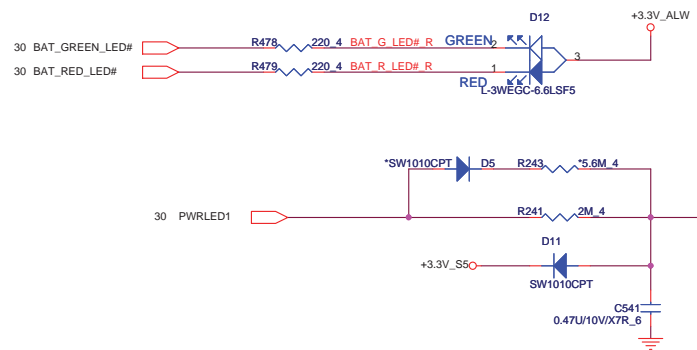 D12
+3.3V_ALW
30 BAT_GREEN_LED# R478 220_4 BAT_G_LED#_R GREEN 2
3
30 BAT_RED_LED# R479 220_4 BAT_R_LED#_R 1
RED
L-3WEGC-6.6LSF5
*SW1010CPT D5 R243 *5.6M_4
30 PWRLED1 R241 2M_4
D11
+3.3V_S5
SW1010CPT
C541
0.47U/10V/X7R_6